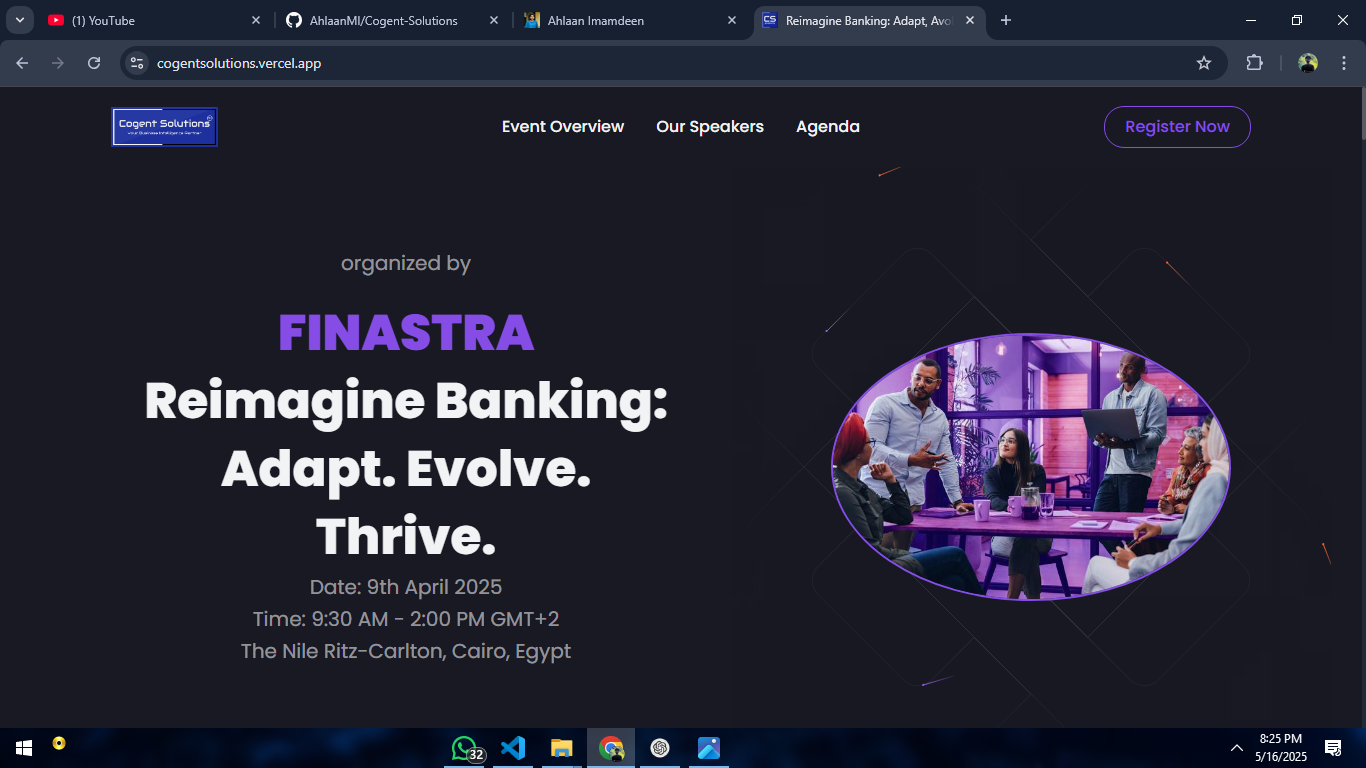 (1) YouTube
AhlaanMI/Cogent-Solutions
Ahlaan Imamdeen
CS
Reimagine Banking: Adapt, Avol
cogentsolutions.vercel.app
Cogent Solutions
Your Business Intelligence Partner
Event Overview
Our Speakers
Agenda
Register Now
organized by
FINASTRA
Reimagine Banking:
Adapt. Evolve.
Thrive.
Date: 9th April 2025
Time: 9:30 AM - 2:00 PM GMT+2
The Nile Ritz-Carlton, Cairo, Egypt
32
8:25 PM
5/16/2025